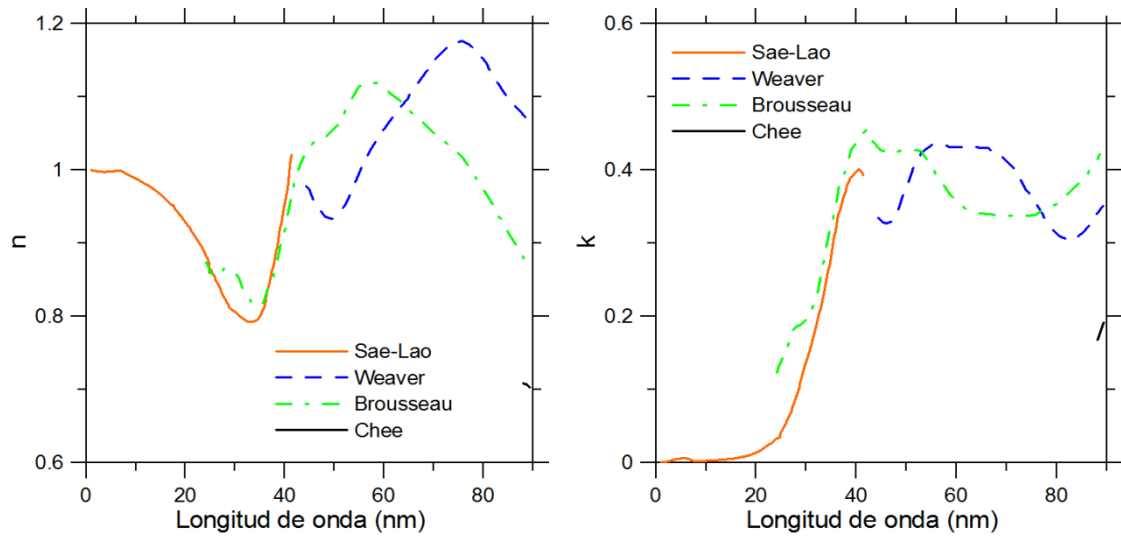 1.2
1
0.8
0.6
n
Sae-Lao
Weaver
Brousseau
Chee
0 20 40 60 80
Longitud de onda (nm)
0.6
0.4
0.2
0
k
Sae-Lao
Weaver
Brousseau
Chee
0 20 40 60 80
Longitud de onda (nm)